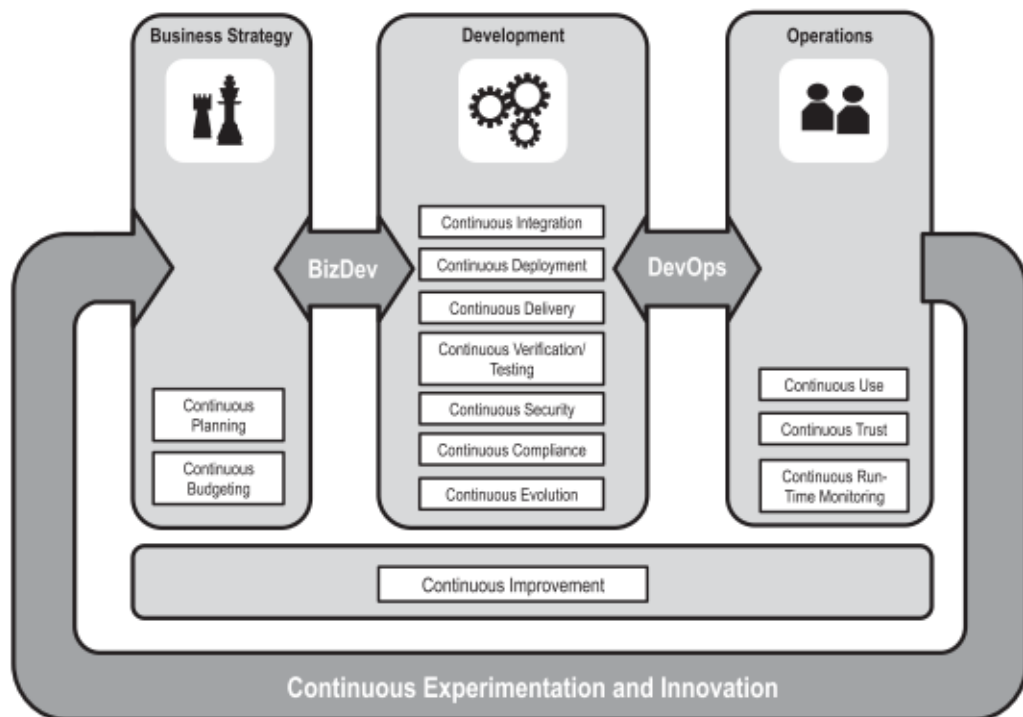 Business Strategy
Development
Operations
BizDev
DevOps
Continuous
Planning
Continuous
Budgeting
Continuous Integration
Continuous Deployment
Continuous Delivery
Continuous Verification/
Testing
Continuous Security
Continuous Compliance
Continuous Evolution
Continuous Use
Continuous Trust
Continuous Run-
Time Monitoring
Continuous Improvement
Continuous Experimentation and Innovation